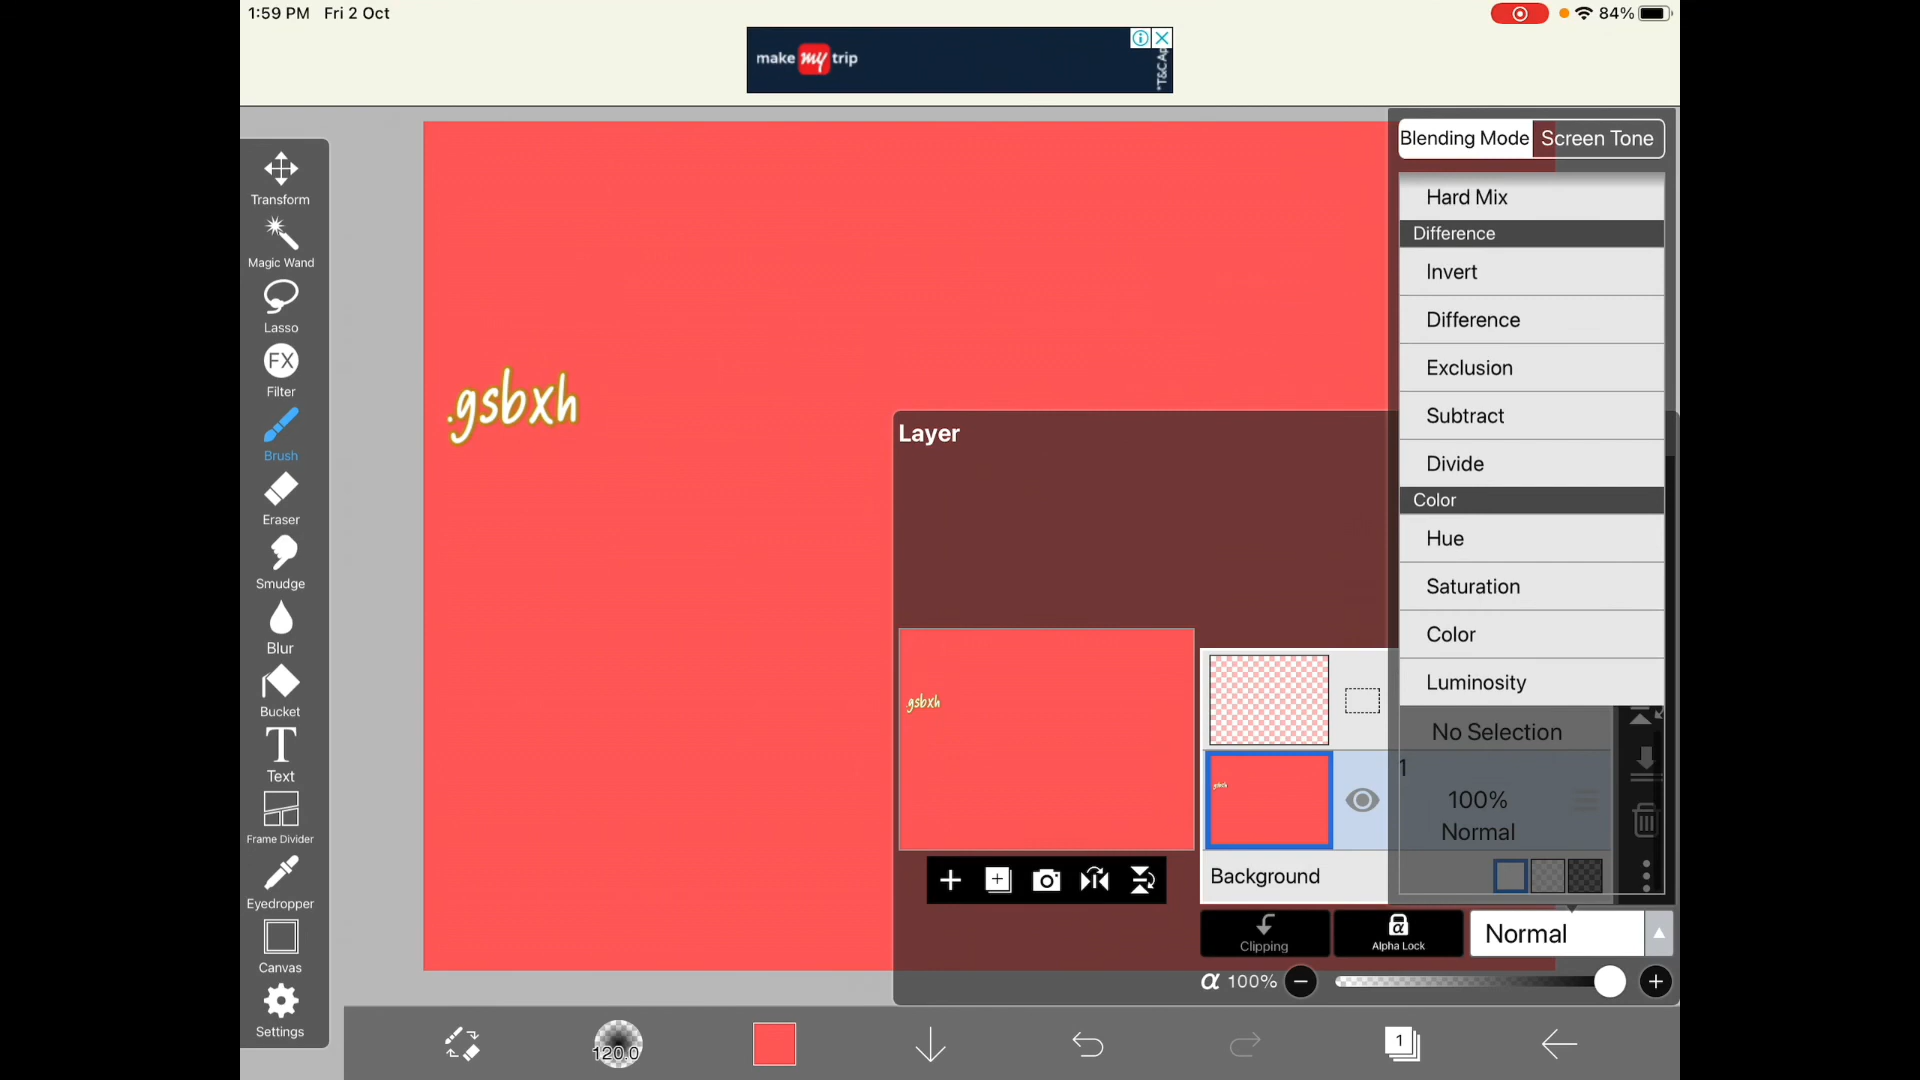 1:59 PM Fri 2 Oct
84%
make my trip
*T&CAp
Transform
Magic Wand
Lasso
FX
Filter
Brush
Eraser
Smudge
Blur
Bucket
T
Text
Frame Divider
Eyedropper
Canvas
Settings
.gsbxh
Blending Mode
Screen Tone
Hard Mix
Difference
Invert
Difference
Exclusion
Subtract
Divide
Color
Hue
Saturation
Color
Luminosity
Layer
.gsbxh
No Selection
1
100%
Normal
Background
Clipping
α
Alpha Lock
Normal
α 100%
120.0
1